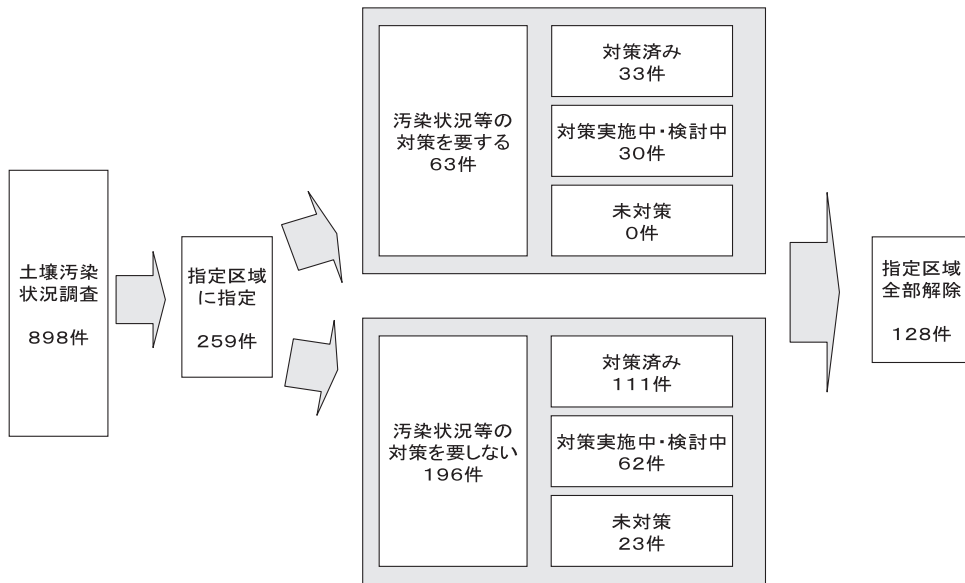 土壌汚染
状況調査
898件
指定区域
に指定
259件
汚染状況等の
対策を要する
63件
対策済み
33件
対策実施中・検討中
30件
未対策
0件
汚染状況等の
対策を要しない
196件
対策済み
111件
対策実施中・検討中
62件
未対策
23件
指定区域
全部解除
128件